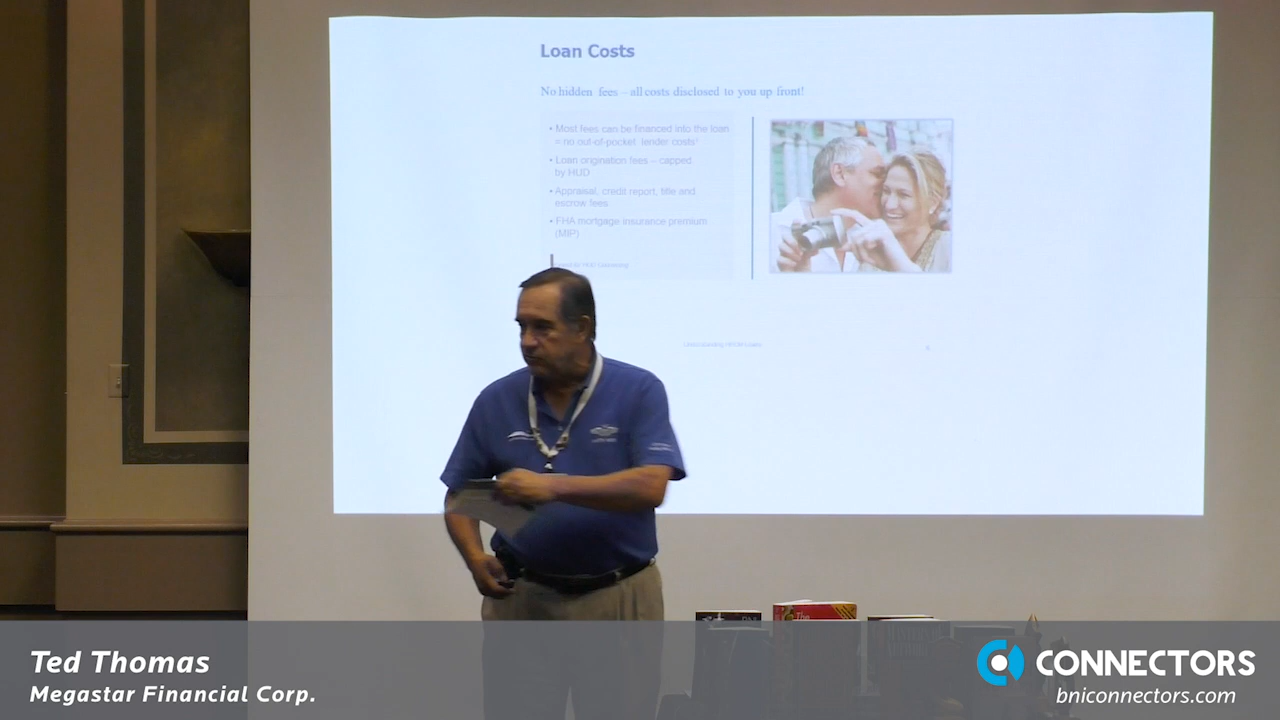 Loan Costs
No hidden fees – all costs disclosed to you up front!
• Most fees can be financed into the loan
= no out-of-pocket lender costs*
• Loan origination fees – capped
by HUD
• Appraisal, credit report, title and
escrow fees
• FHA mortgage insurance premium
(MIP)
The
Ted Thomas
Megastar Financial Corp.
CONNECTORS
bniconnectors.com